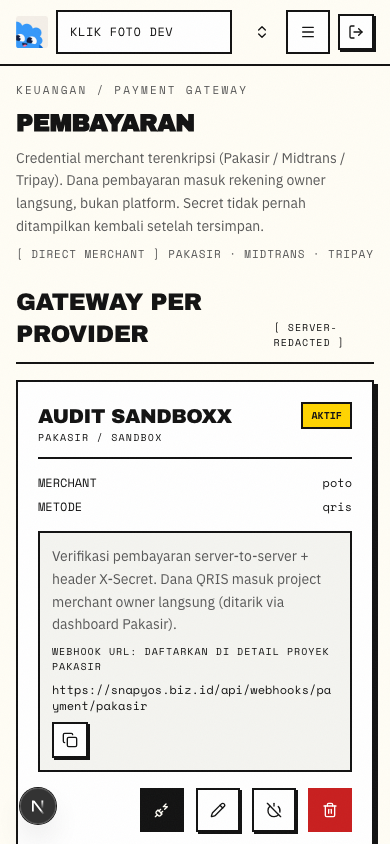 KLIK FOTO DEV
KEUANGAN / PAYMENT GATEWAY
PEMBAYARAN
Credential merchant terenkripsi (Pakasir / Midtrans /
Tripay). Dana pembayaran masuk rekening owner
langsung, bukan platform. Secret tidak pernah
ditampilkan kembali setelah tersimpan.
[ DIRECT MERCHANT ] PAKASIR · MIDTRANS · TRIPAY
GATEWAY PER
PROVIDER
[ SERVER-
REDACTED ]
AUDIT SANDBOXX
AKTIF
PAKASIR / SANDBOX
MERCHANT poto
METODE qris
Verifikasi pembayaran server-to-server +
header X-Secret. Dana QRIS masuk project
merchant owner langsung (ditarik via
dashboard Pakasir).
WEBHOOK URL: DAFTARKAN DI DETAIL PROYEK
PAKASIR
https://snapyos.biz.id/api/webhooks/pa
yment/pakasir
N